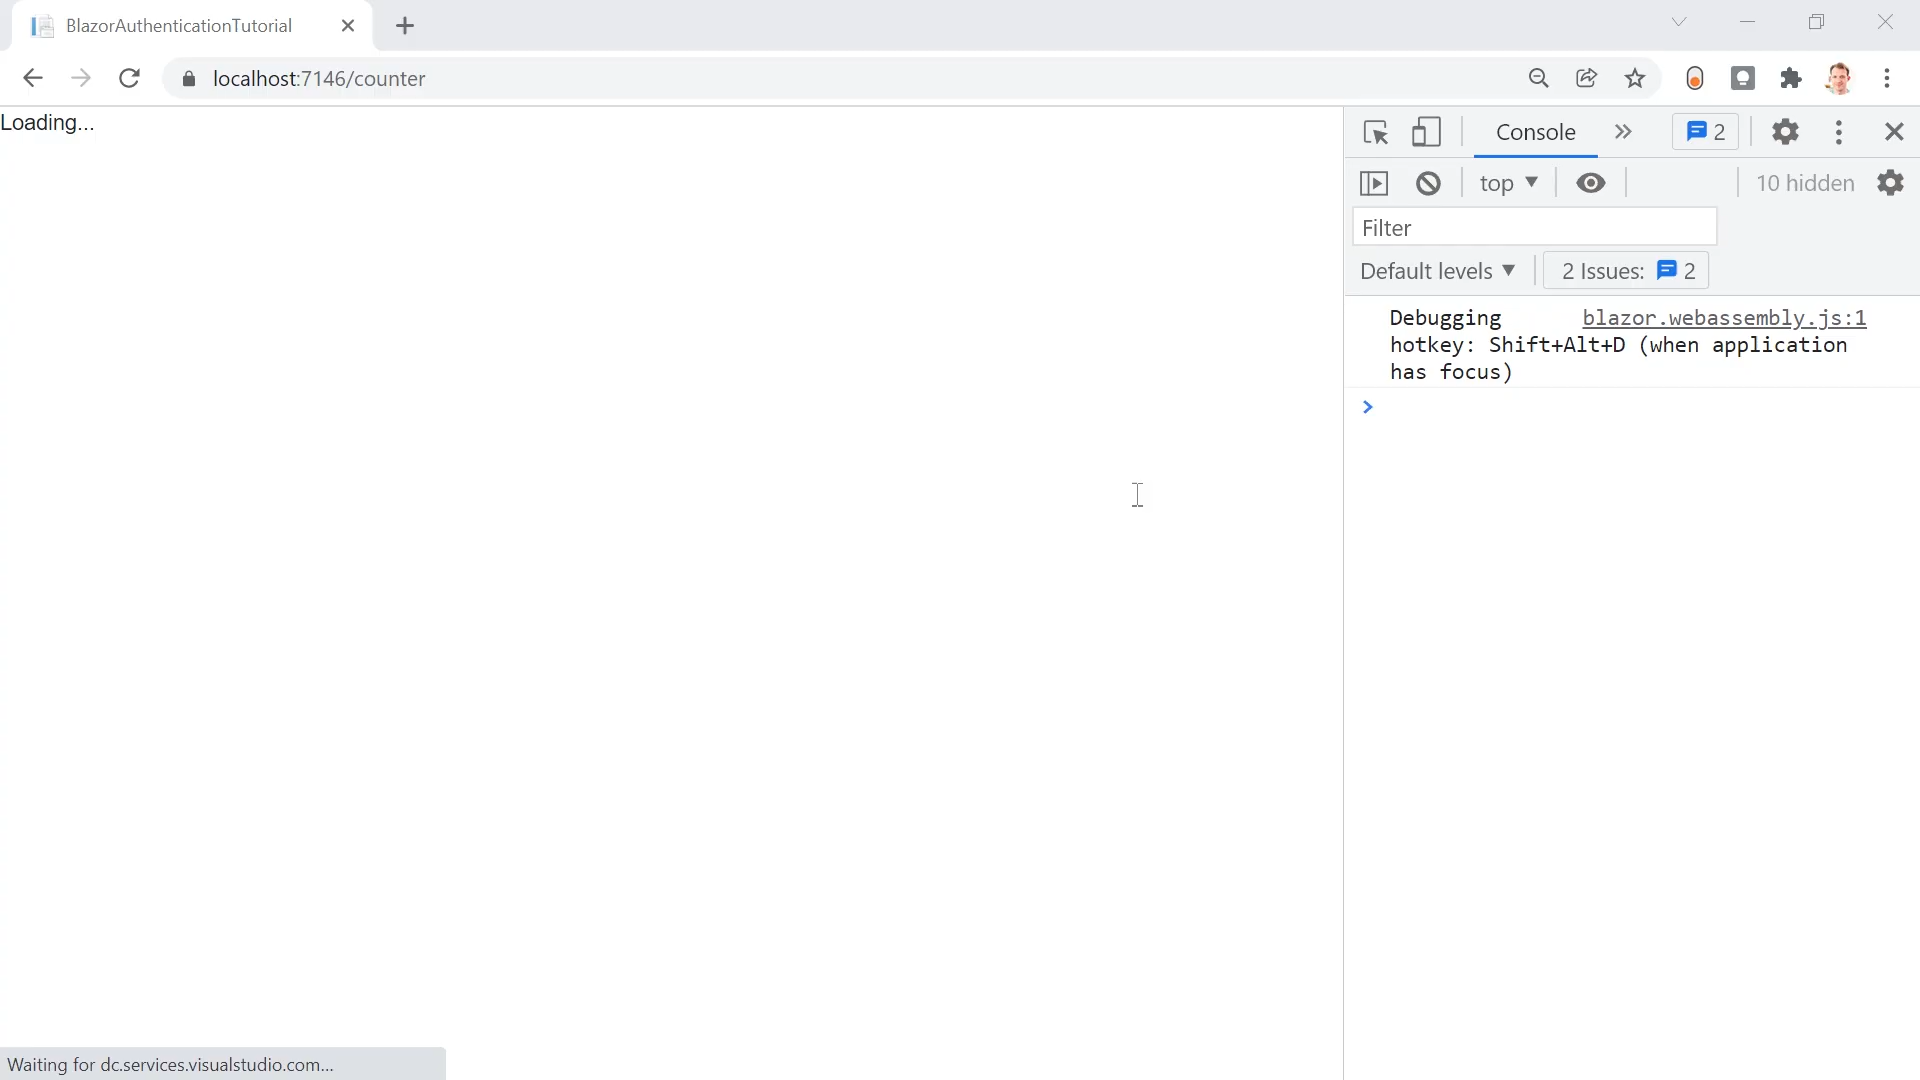 BlazorAuthenticationTutorial
localhost:7146/counter
Loading...
Console
2
top
10 hidden
Filter
Default levels
2 Issues: 2
Debugging blazor.webassembly.js:1
hotkey: Shift+Alt+D (when application
has focus)
Waiting for dc.services.visualstudio.com...